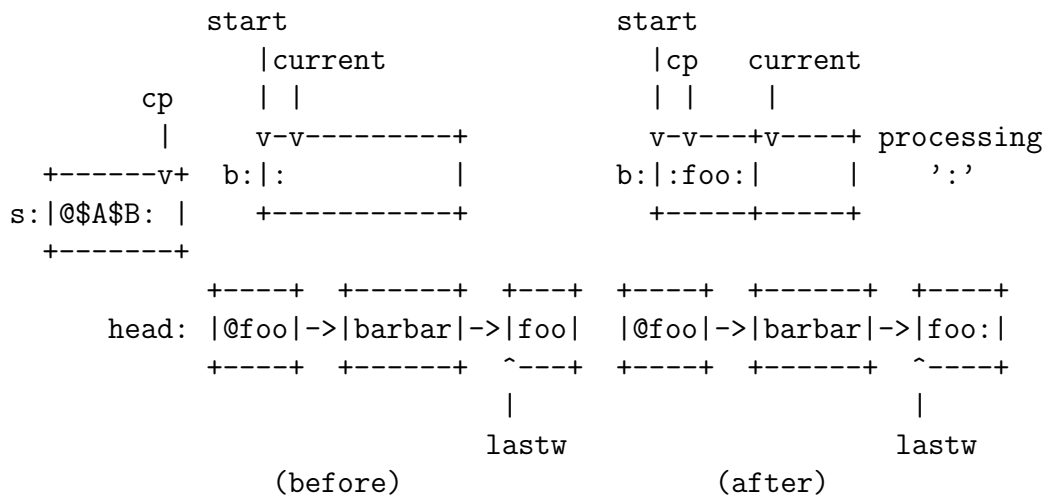 start                    start
               |current                |cp   current
        cp     | |                     | |    |
         |     v-v---------+           v-v---+v----+ processing
  +------v+  b:|:          |         b:|:foo:|     |    ':'
s:|@$A$B: |    +-----------+           +-----+-----+
  +-------+
            +----+  +------+  +---+  +----+  +------+  +----+
      head: |@foo|->|barbar|->|foo|  |@foo|->|barbar|->|foo:|
            +----+  +------+  ^---+  +----+  +------+  ^----+
                              |                        |
                             lastw                    lastw
                (before)                   (after)